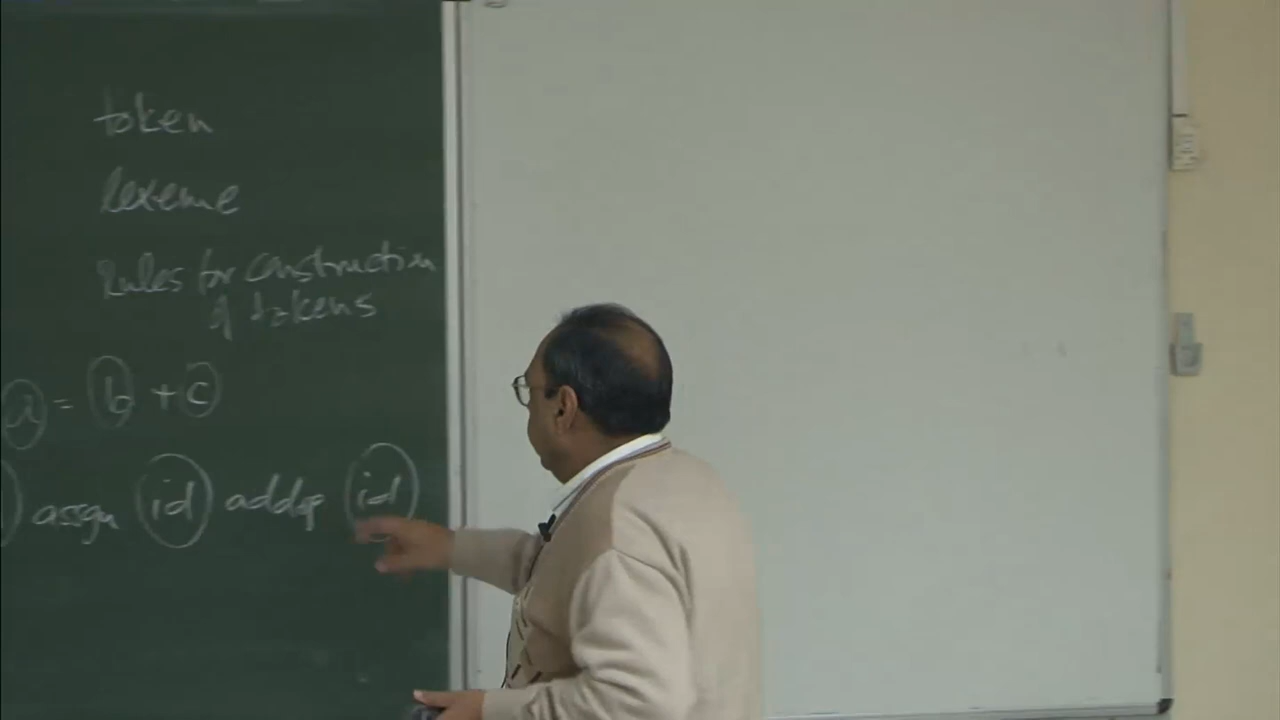 token
lexeme
rules for construction
of tokens
a = b + c
assgn id addop id